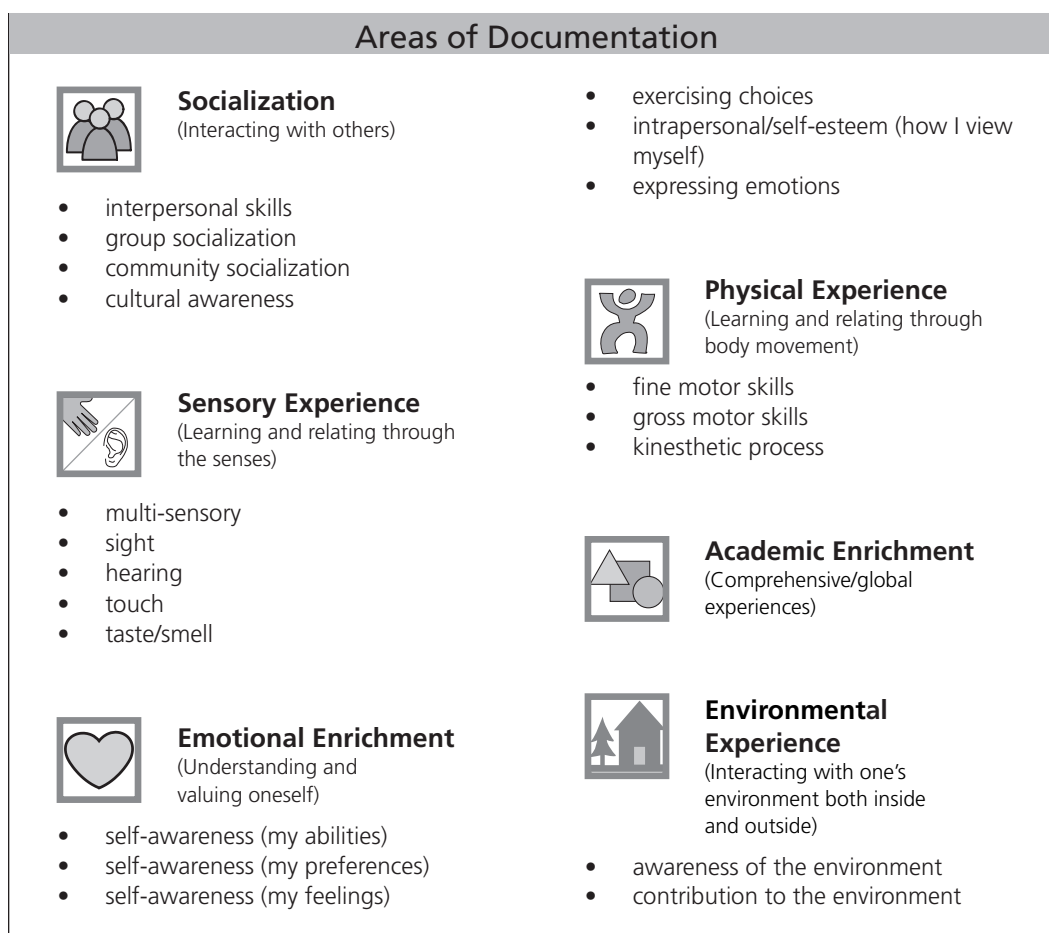 Areas of Documentation
Socialization
(Interacting with others)
• interpersonal skills
• group socialization
• community socialization
• cultural awareness
Sensory Experience
(Learning and relating through
the senses)
• multi-sensory
• sight
• hearing
• touch
• taste/smell
Emotional Enrichment
(Understanding and
valuing oneself)
• self-awareness (my abilities)
• self-awareness (my preferences)
• self-awareness (my feelings)
• exercising choices
• intrapersonal/self-esteem (how I view
myself)
• expressing emotions
Physical Experience
(Learning and relating through
body movement)
• fine motor skills
• gross motor skills
• kinesthetic process
Academic Enrichment
(Comprehensive/global
experiences)
Environmental
Experience
(Interacting with one’s
environment both inside
and outside)
• awareness of the environment
• contribution to the environment